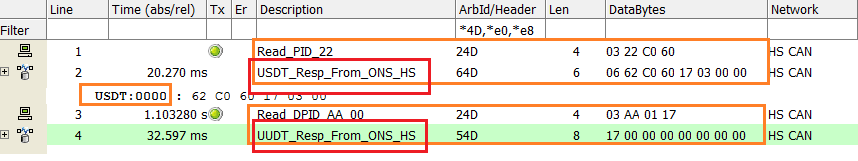 Line Time (abs/rel) Tx Er Description ArbId/Header Len DataBytes Network
Filter *4D,*e0,*e8
1 Read_PID_22 24D 4 03 22 C0 60 HS CAN
2 20.270 ms USDT_Resp_From_ONS_HS 64D 6 06 62 C0 60 17 03 00 00 HS CAN
USDT:0000 : 62 C0 60 17 03 00
3 1.103280 s Read_DPID_AA_00 24D 4 03 AA 01 17 HS CAN
4 32.597 ms UUDT_Resp_From_ONS_HS 54D 8 17 00 00 00 00 00 00 00 HS CAN